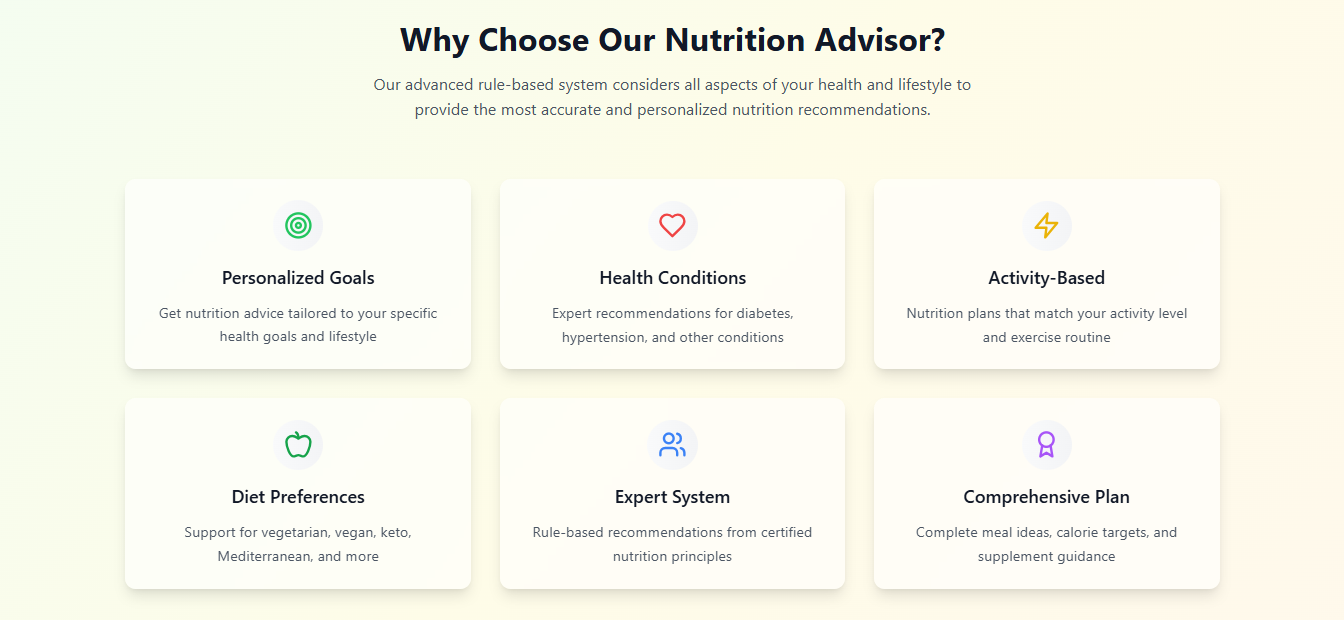 Why Choose Our Nutrition Advisor?
Our advanced rule-based system considers all aspects of your health and lifestyle to
provide the most accurate and personalized nutrition recommendations.
Personalized Goals
Get nutrition advice tailored to your specific
health goals and lifestyle
Health Conditions
Expert recommendations for diabetes,
hypertension, and other conditions
Activity-Based
Nutrition plans that match your activity level
and exercise routine
Diet Preferences
Support for vegetarian, vegan, keto,
Mediterranean, and more
Expert System
Rule-based recommendations from certified
nutrition principles
Comprehensive Plan
Complete meal ideas, calorie targets, and
supplement guidance